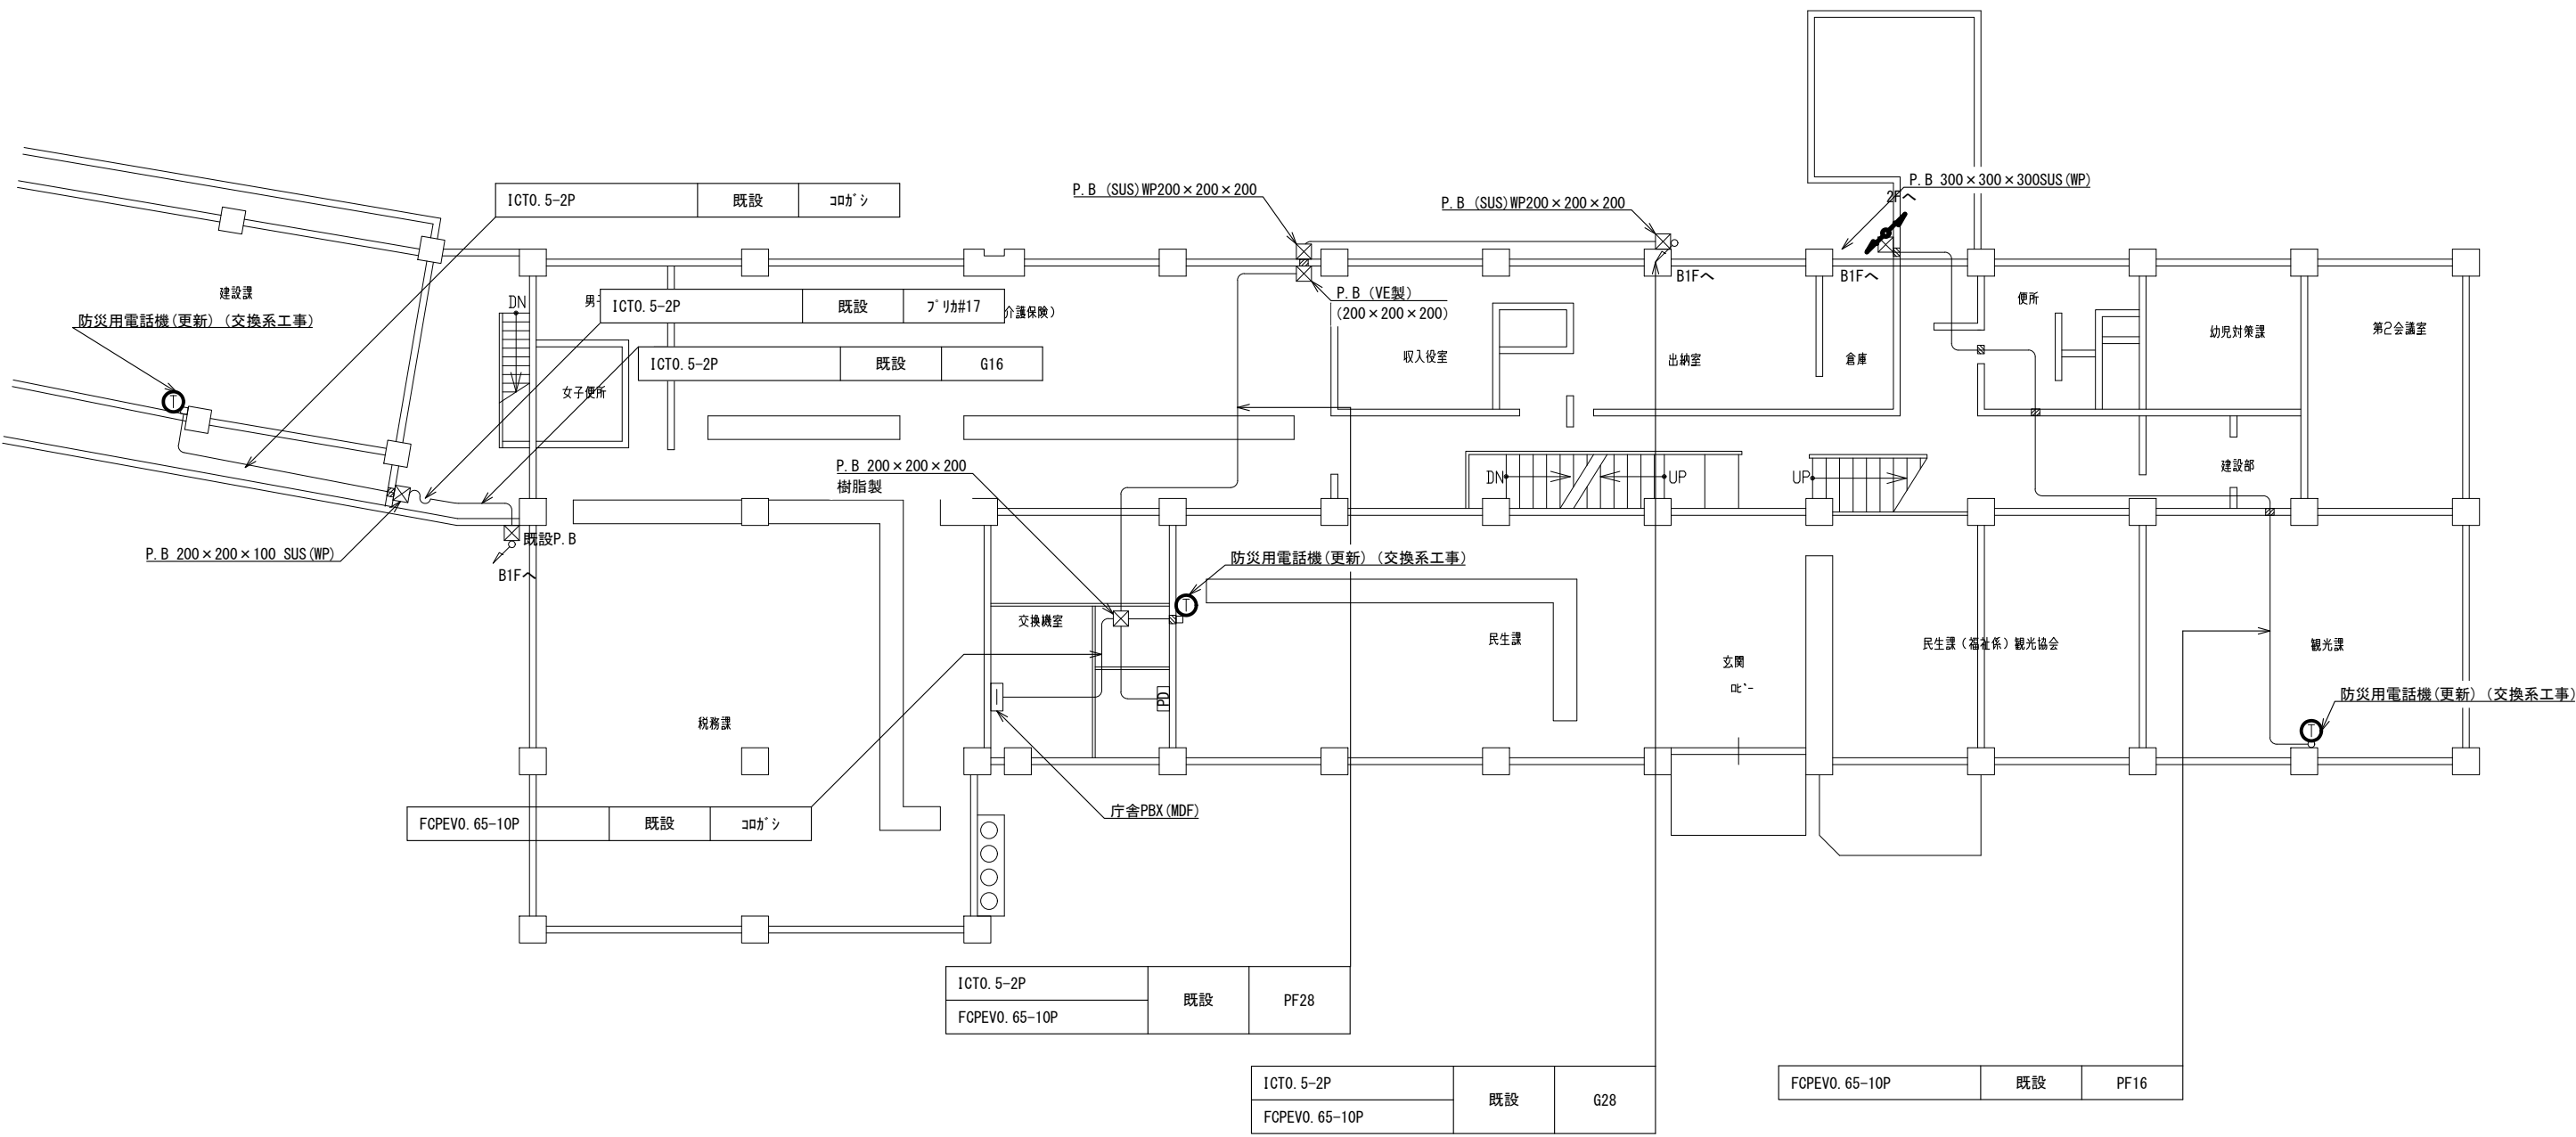 P.B 300×300×300SUS(WP)
2Fへ
ICT0.5-2P 既設 コロガシ
P.B (SUS)WP200×200×200
P.B (SUS)WP200×200×200
B1Fへ
B1Fへ
建設課
防災用電話機(更新)(交換系工事)
DN
男子
ICT0.5-2P 既設 プリカ#17
介護保険)
P.B (VE製)
(200×200×200)
便所
幼児対策課
第2会議室
ICT0.5-2P 既設 G16
収入役室
出納室
倉庫
女子便所
P.B 200×200×200
樹脂製
DN
UP
UP
建設部
P.B 200×200×100 SUS(WP)
既設P.B
B1Fへ
防災用電話機(更新)(交換系工事)
交換機室
民生課
玄関
ロビー
民生課(福祉係)観光協会
観光課
防災用電話機(更新)(交換系工事)
税務課
PD
庁舎PBX(MDF)
FCPEV0.65-10P 既設 コロガシ
ICT0.5-2P
FCPEV0.65-10P
既設 PF28
ICT0.5-2P
FCPEV0.65-10P
既設 G28
FCPEV0.65-10P 既設 PF16
T
T
T